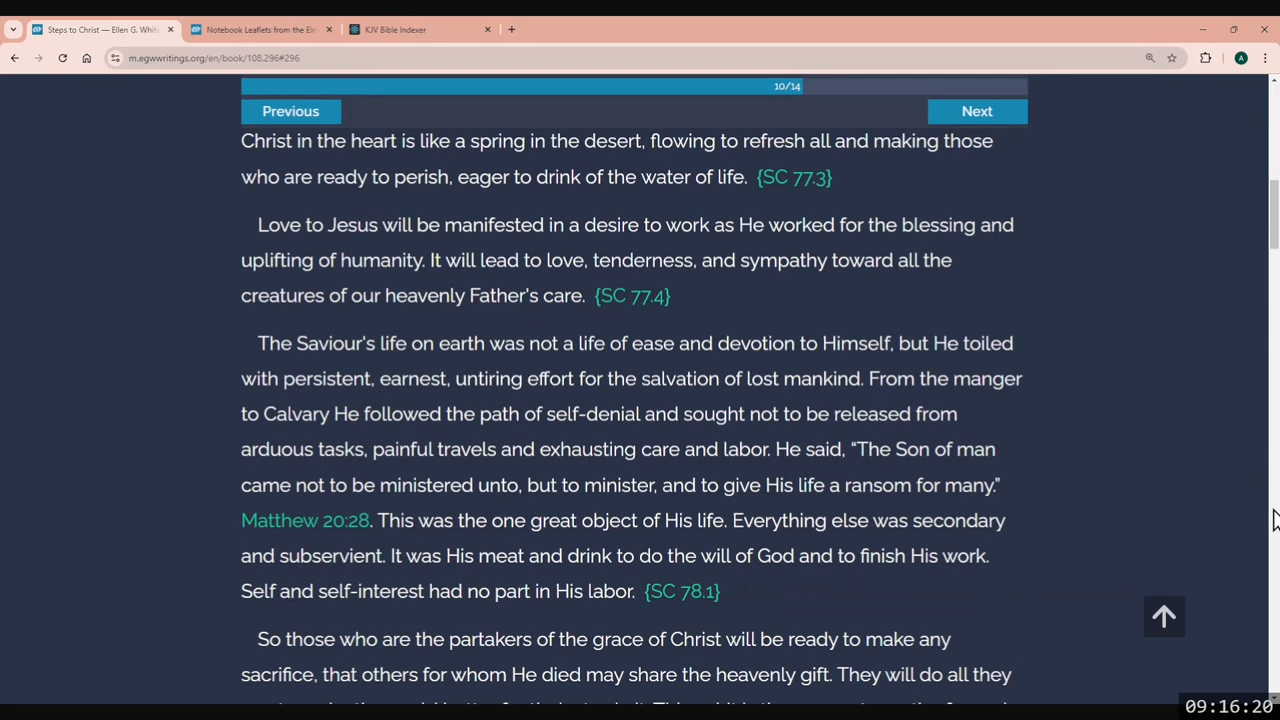 Steps to Christ — Ellen G. Whit
Notebook Leaflets from the Elm
KJV Bible Indexer
m.egwwritings.org/en/book/108.296#296
A
10/14
Previous
Next
Christ in the heart is like a spring in the desert, flowing to refresh all and making those
who are ready to perish, eager to drink of the water of life. {SC 77.3}
Love to Jesus will be manifested in a desire to work as He worked for the blessing and
uplifting of humanity. It will lead to love, tenderness, and sympathy toward all the
creatures of our heavenly Father's care. {SC 77.4}
The Saviour's life on earth was not a life of ease and devotion to Himself, but He toiled
with persistent, earnest, untiring effort for the salvation of lost mankind. From the manger
to Calvary He followed the path of self-denial and sought not to be released from
arduous tasks, painful travels and exhausting care and labor. He said, “The Son of man
came not to be ministered unto, but to minister, and to give His life a ransom for many.”
Matthew 20:28. This was the one great object of His life. Everything else was secondary
and subservient. It was His meat and drink to do the will of God and to finish His work.
Self and self-interest had no part in His labor. {SC 78.1}
So those who are the partakers of the grace of Christ will be ready to make any
sacrifice, that others for whom He died may share the heavenly gift. They will do all they
09:16:20